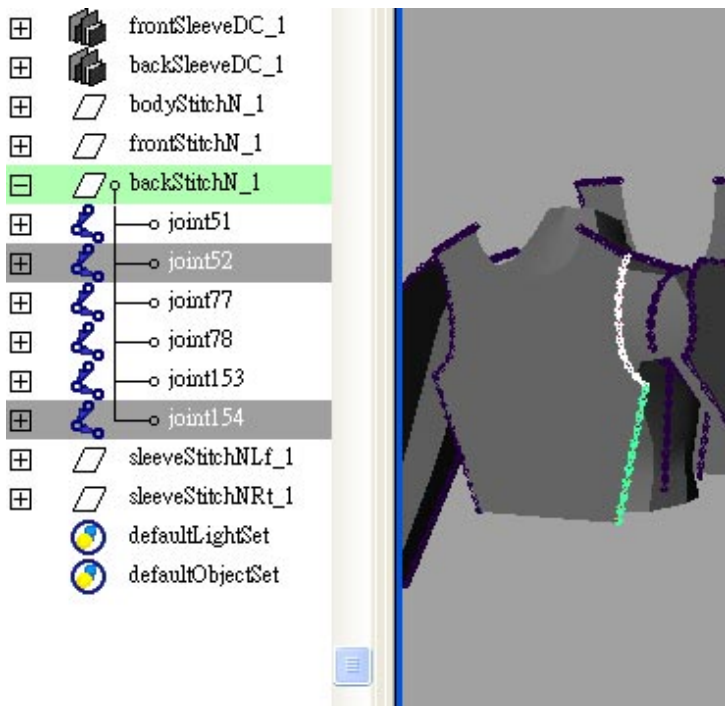 frontSleeveDC_1
backSleeveDC_1
bodyStitchN_1
frontStitchN_1
backStitchN_1
joint51
joint52
joint77
joint78
joint153
joint154
sleeveStitchNLf_1
sleeveStitchNRt_1
defaultLightSet
defaultObjectSet